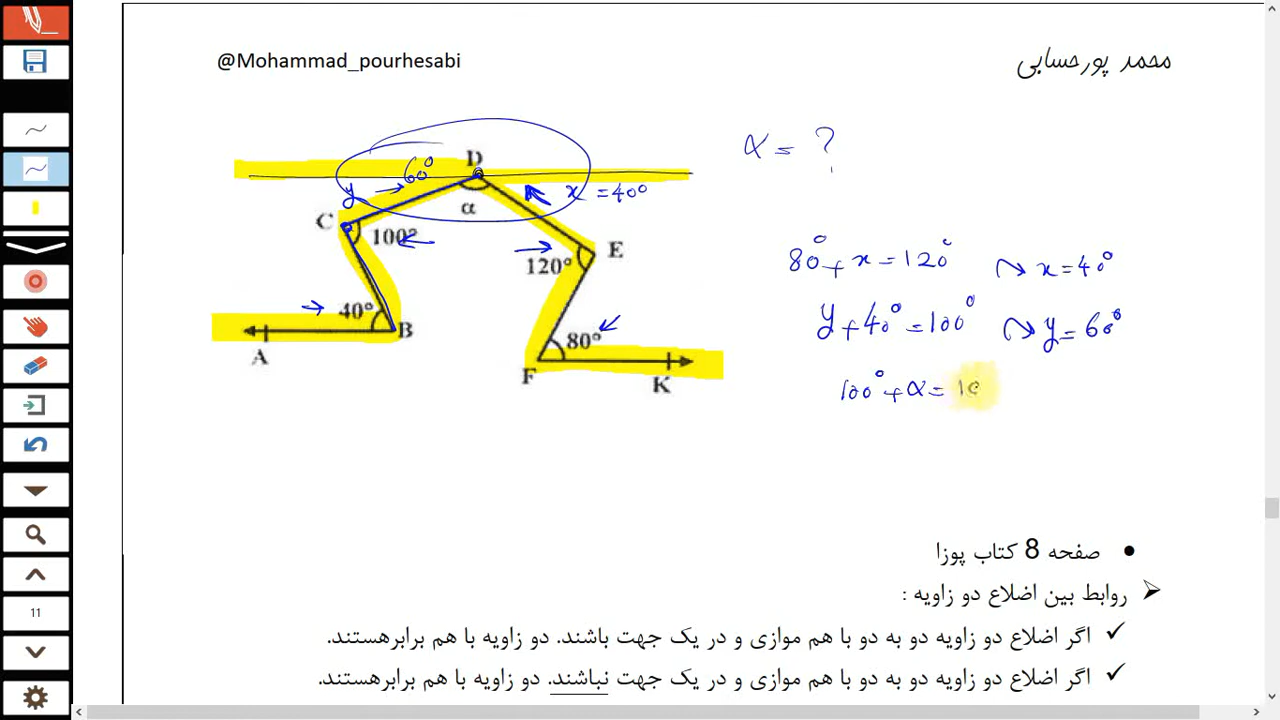 @Mohammad_pourhesabi
محمد پورحسابی
α = ?
D
60°
y
x = 40°
α
C
100°
E
120°
40°
B
80°
A
F
K
80° + x = 120° x = 40°
y + 40° = 100° y = 60°
100° + α =
صفحه 8 کتاب پوزا
روابط بین اضلاع دو زاویه :
اگر اضلاع دو زاویه دو به دو با هم موازی و در یک جهت باشند. دو زاویه با هم برابرهستند.
اگر اضلاع دو زاویه دو به دو با هم موازی و در یک جهت نباشند. دو زاویه با هم برابرهستند.
11